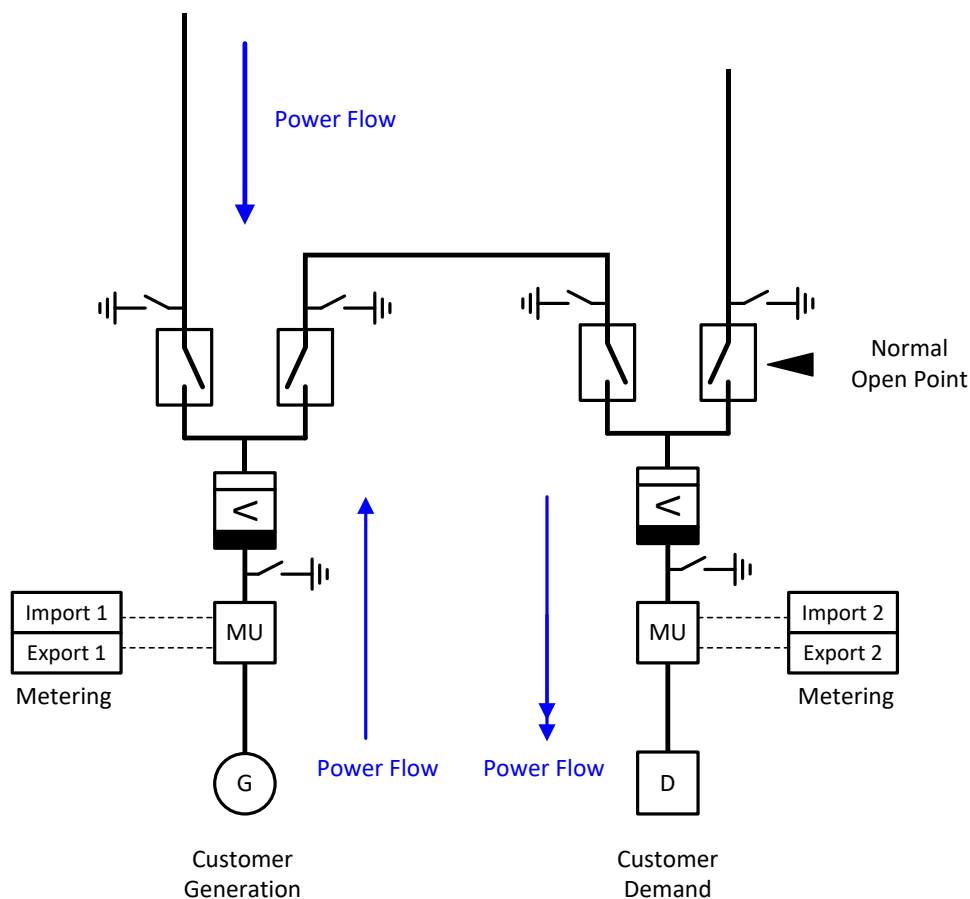 Power Flow
Normal
Open Point
<
<
Import 1
Export 1
Metering
MU
MU
Import 2
Export 2
Metering
Power Flow
Power Flow
G
D
Customer
Generation
Customer
Demand